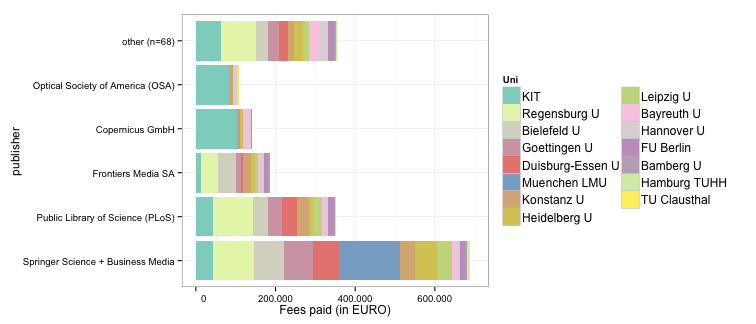 publisher
other (n=68)
Optical Society of America (OSA)
Copernicus GmbH
Frontiers Media SA
Public Library of Science (PLoS)
Springer Science + Business Media
0
200.000
400.000
600.000
Fees paid (in EURO)
Uni
KIT
Regensburg U
Bielefeld U
Goettingen U
Duisburg-Essen U
Muenchen LMU
Konstanz U
Heidelberg U
Leipzig U
Bayreuth U
Hannover U
FU Berlin
Bamberg U
Hamburg TUHH
TU Clausthal